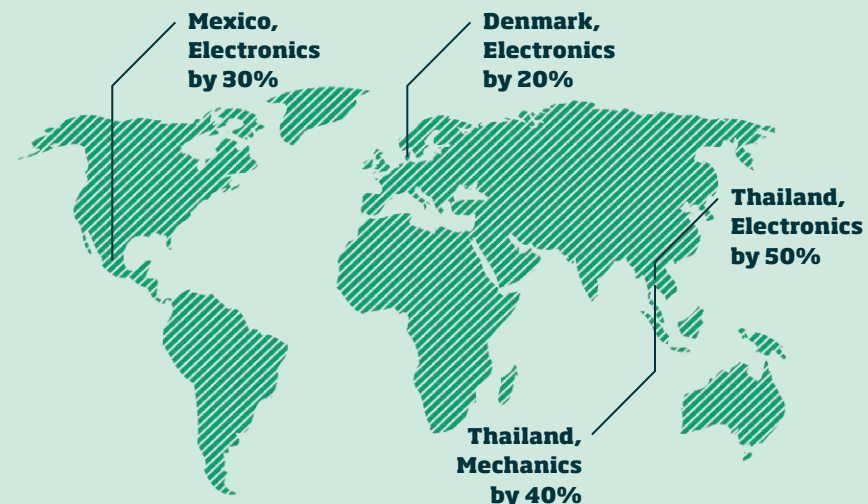 Mexico,
Electronics
by 30%
Denmark,
Electronics
by 20%
Thailand,
Electronics
by 50%
Thailand,
Mechanics
by 40%